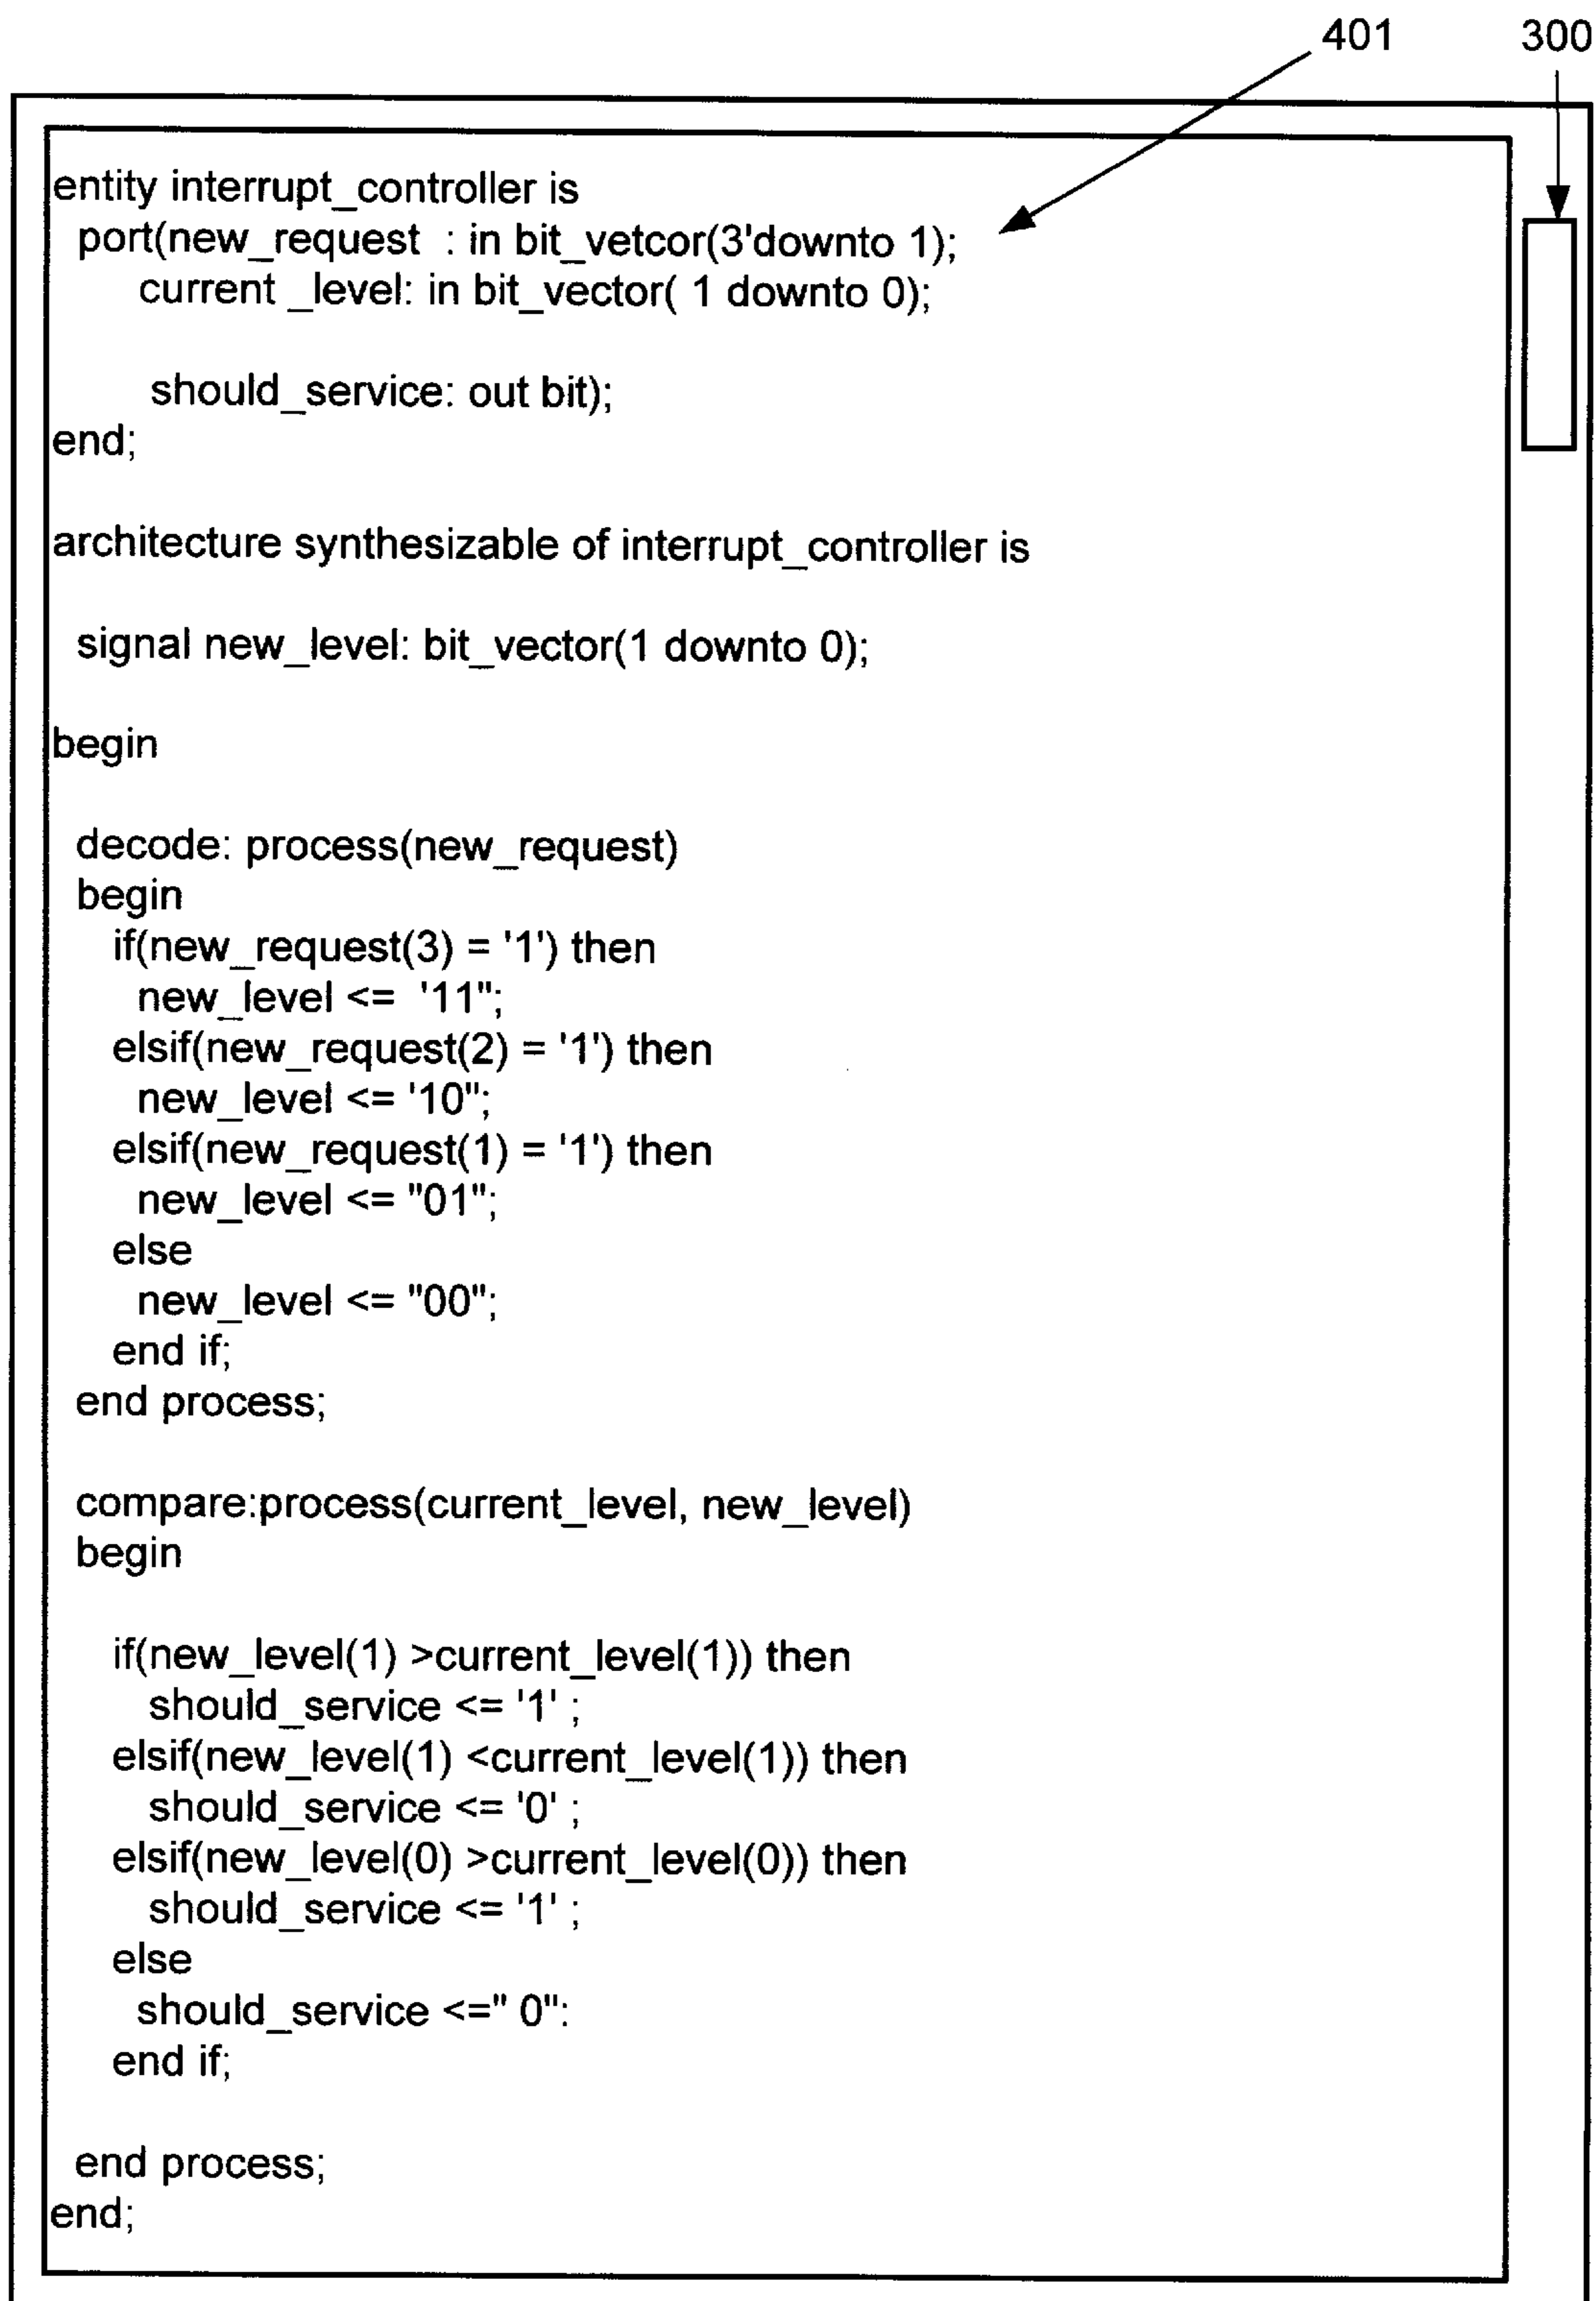 401 300
entity interrupt_controller is
port(new_request : in bit_vetcor(3'downto 1);
current _level: in bit_vector( 1 downto 0);
should_service: out bit);
end;
architecture synthesizable of interrupt_controller is
signal new_level: bit_vector(1 downto 0);
begin
decode: process(new_request)
begin
if(new_request(3) = '1') then
new_level <= '11";
elsif(new_request(2) = '1') then
new_level <= '10";
elsif(new_request(1) = '1') then
new_level <= "01";
else
new_level <= "00";
end if;
end process;
compare:process(current_level, new_level)
begin
if(new_level(1) >current_level(1)) then
should_service <= '1' ;
elsif(new_level(1) <current_level(1)) then
should_service <= '0' ;
elsif(new_level(0) >current_level(0)) then
should_service <= '1' ;
else
should_service <=" 0":
end if;
end process;
end;